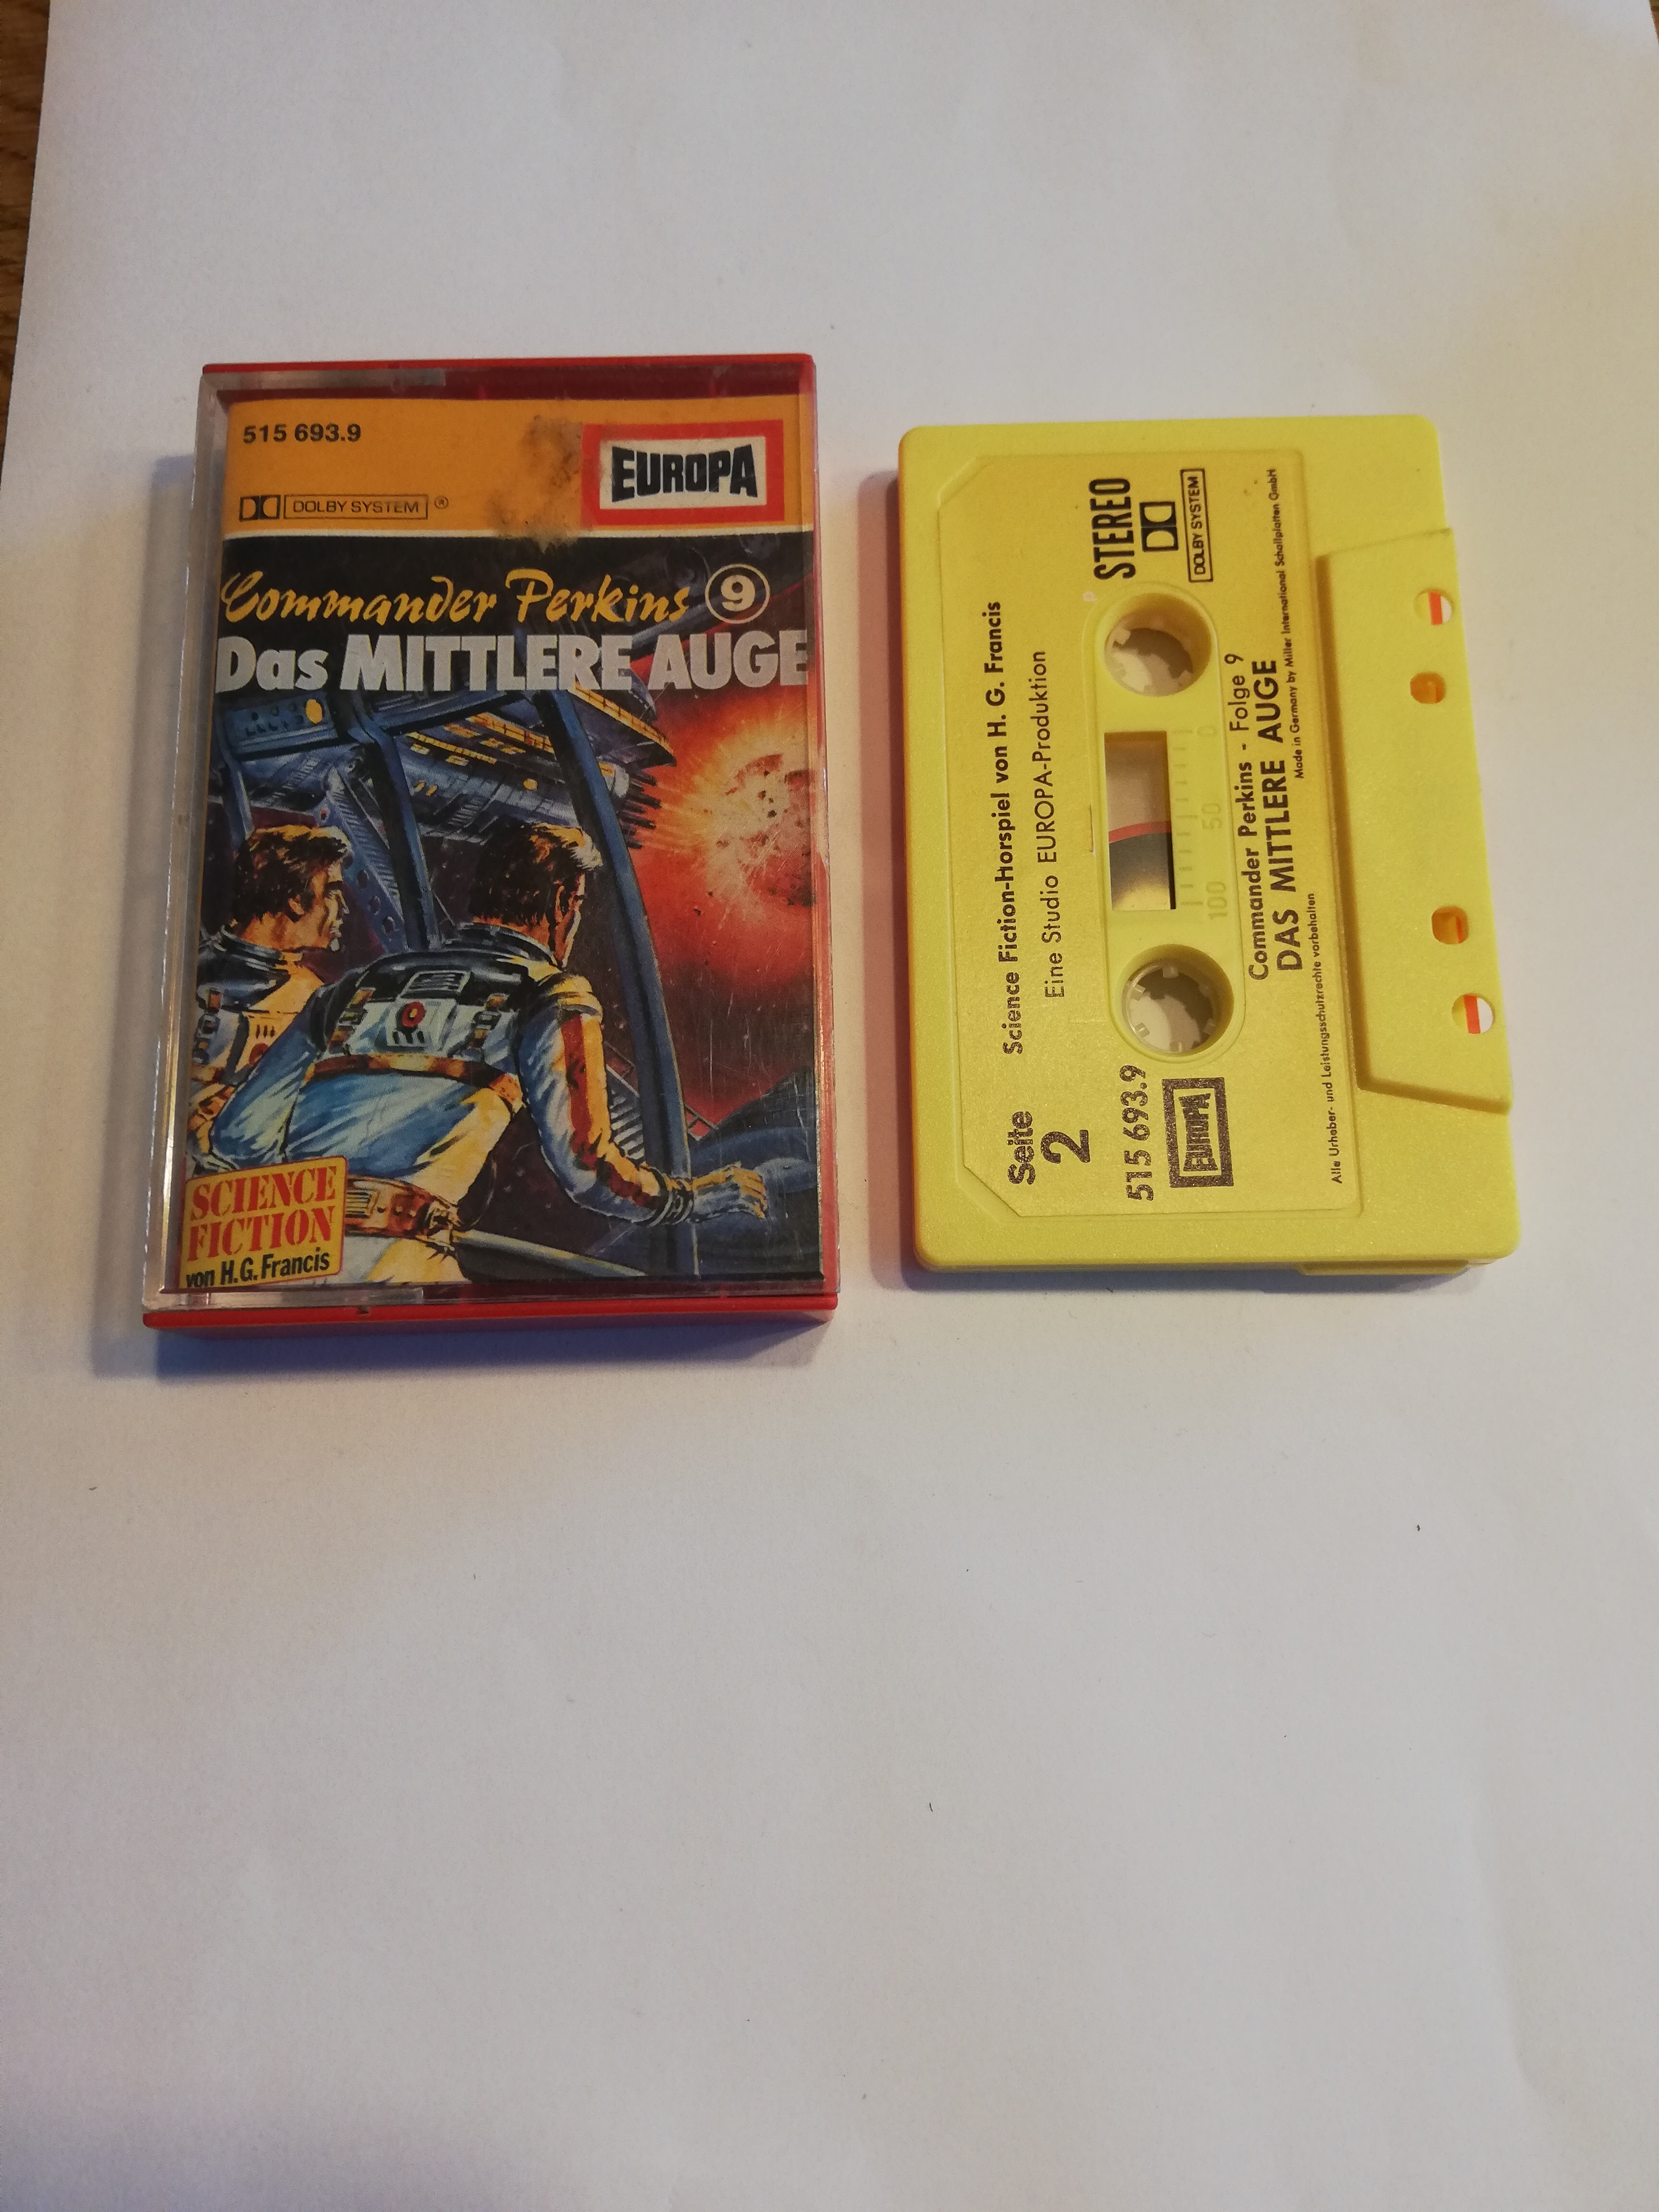 515 693.9
EUROPA
DOLBY SYSTEM ®
Commander Perkins 9
Das MITTLERE AUGE
SCIENCE
FICTION
von H.G. Francis
Seite
2
Science Fiction-Hörspiel von H. G. Francis
Eine Studio EUROPA-Produktion
515 693.9
EUROPA
STEREO
DOLBY SYSTEM
100 50 0
Commander Perkins - Folge 9
DAS MITTLERE AUGE
Alle Urheber- und Leistungsschutzrechte vorbehalten
Made in Germany by Miller International Schallplatten GmbH